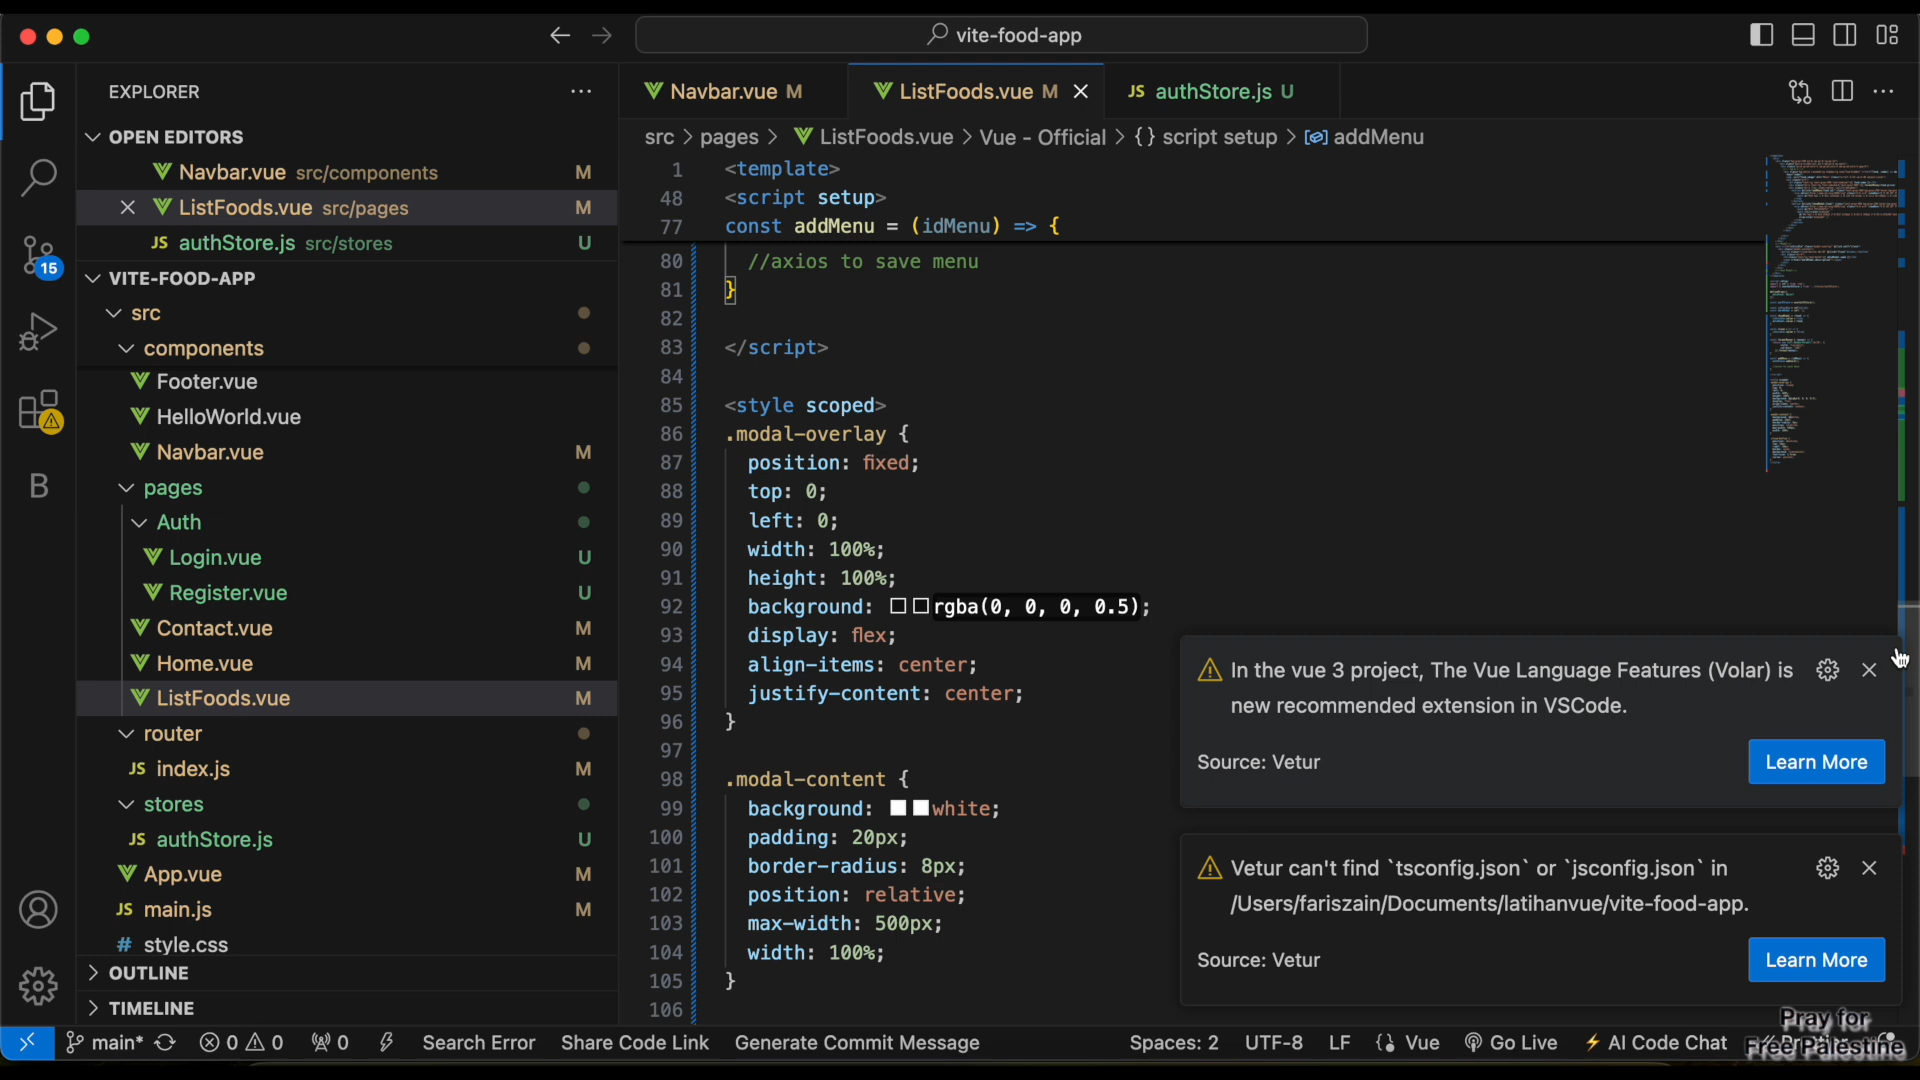 vite-food-app
EXPLORER
OPEN EDITORS
Navbar.vue src/components M
ListFoods.vue src/pages M
JS authStore.js src/stores U
VITE-FOOD-APP
src
components
Footer.vue
HelloWorld.vue
Navbar.vue M
pages
Auth
Login.vue U
Register.vue U
Contact.vue M
Home.vue M
ListFoods.vue M
router
JS index.js M
stores
JS authStore.js U
App.vue M
JS main.js M
# style.css
OUTLINE
TIMELINE
15
B
Navbar.vue M
ListFoods.vue M
JS authStore.js U
src > pages > ListFoods.vue > Vue - Official > {} script setup > addMenu
1 <template>
48 <script setup>
77 const addMenu = (idMenu) => {
80 //axios to save menu
81 }
82
83 </script>
84
85 <style scoped>
86 .modal-overlay {
87 position: fixed;
88 top: 0;
89 left: 0;
90 width: 100%;
91 height: 100%;
92 background: rgba(0, 0, 0, 0.5);
93 display: flex;
94 align-items: center;
95 justify-content: center;
96 }
97
98 .modal-content {
99 background: white;
100 padding: 20px;
101 border-radius: 8px;
102 position: relative;
103 max-width: 500px;
104 width: 100%;
105 }
106
In the vue 3 project, The Vue Language Features (Volar) is
new recommended extension in VSCode.
Source: Vetur
Learn More
Vetur can't find `tsconfig.json` or `jsconfig.json` in
/Users/fariszain/Documents/latihanvue/vite-food-app.
Source: Vetur
Learn More
main* 0 0 0 Search Error Share Code Link Generate Commit Message Spaces: 2 UTF-8 LF Vue Go Live AI Code Chat
Pray for
Free Palestine